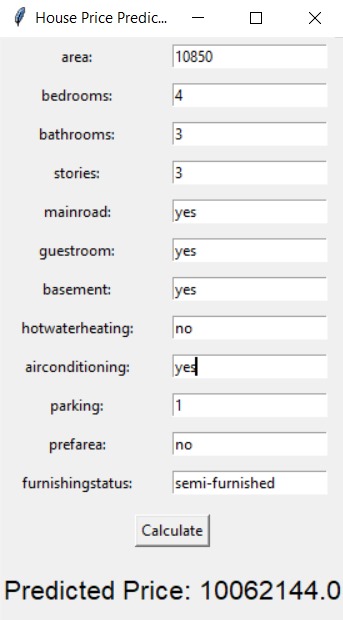 House Price Predic...
area: 10850
bedrooms: 4
bathrooms: 3
stories: 3
mainroad: yes
guestroom: yes
basement: yes
hotwaterheating: no
airconditioning: yes
parking: 1
prefarea: no
furnishingstatus: semi-furnished
Calculate
Predicted Price: 10062144.0